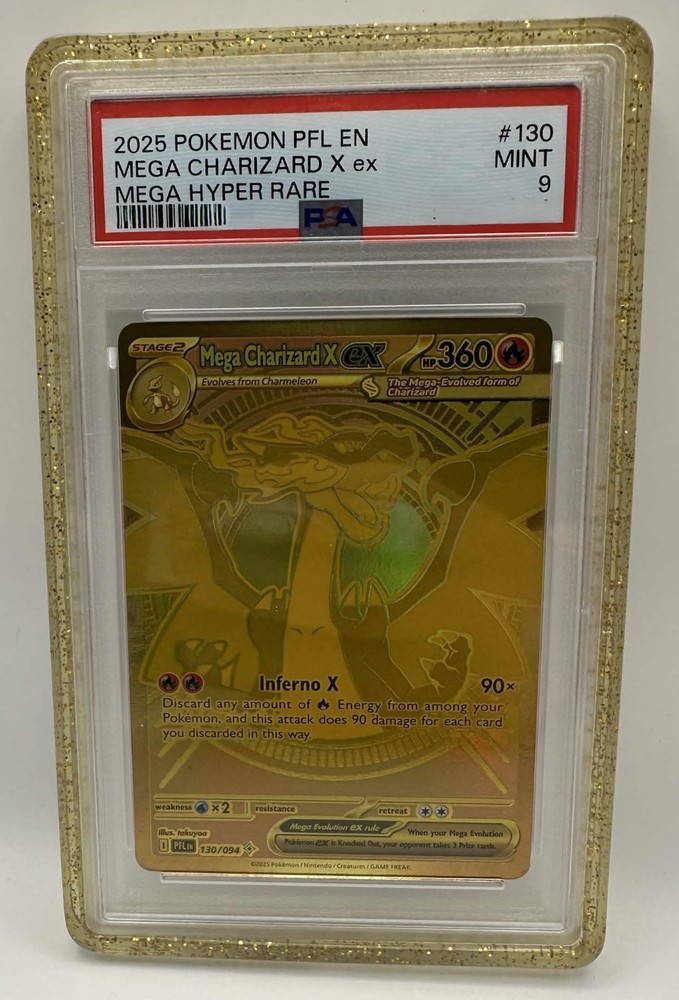 2025 POKEMON PFL EN
#130
MEGA CHARIZARD X ex
MINT
MEGA HYPER RARE
9
PSA
STAGE2
Mega Charizard X ex
HP 360
Evolves from Charmeleon
The Mega-Evolved form of
Charizard
Inferno X
90×
Discard any amount of Energy from among your
Pokémon, and this attack does 90 damage for each card
you discarded in this way.
weakness ×2
resistance
retreat
Mega Evolution ex rule
When your Mega Evolution
Pokémon ex is Knocked Out, your opponent takes 3 Prize cards.
illus. takuyoa
I PFL EN 130/094
©2025 Pokémon / Nintendo / Creatures / GAME FREAK.